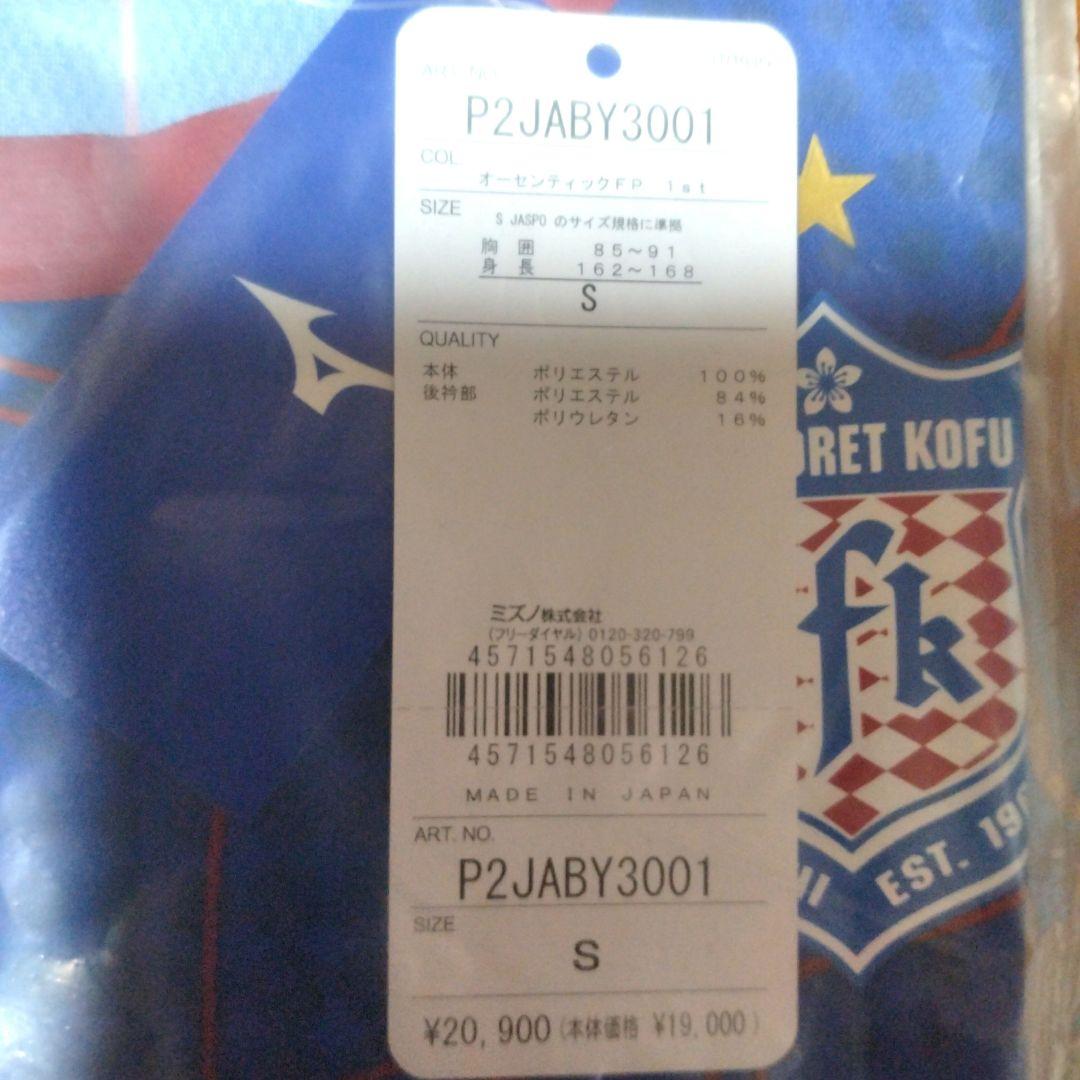 ART. NO.
P2JABY3001
COL
オーセンティックFP 1st
SIZE
S JASPO のサイズ規格に準拠
胸 囲 85～91
身 長 162～168
S
QUALITY
本体 ポリエステル 100%
後衿部 ポリエステル 84%
ポリウレタン 16%
ミズノ株式会社
(フリーダイヤル) 0120-320-799
4571548056126
4571548056126
MADE IN JAPAN
ART. NO.
P2JABY3001
SIZE
S
¥20,900 (本体価格 ¥19,000)
ORET KOFU
fk
HI EST. 19